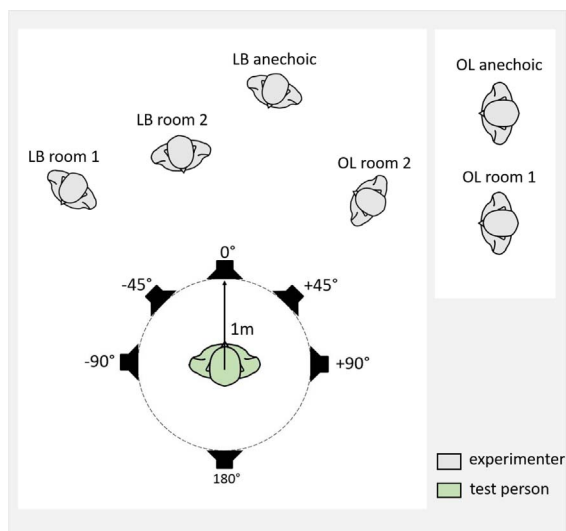 LB anechoic
OL anechoic
LB room 2
LB room 1
OL room 2
OL room 1
0°
-45°
+45°
1m
-90°
+90°
180°
experimenter
test person